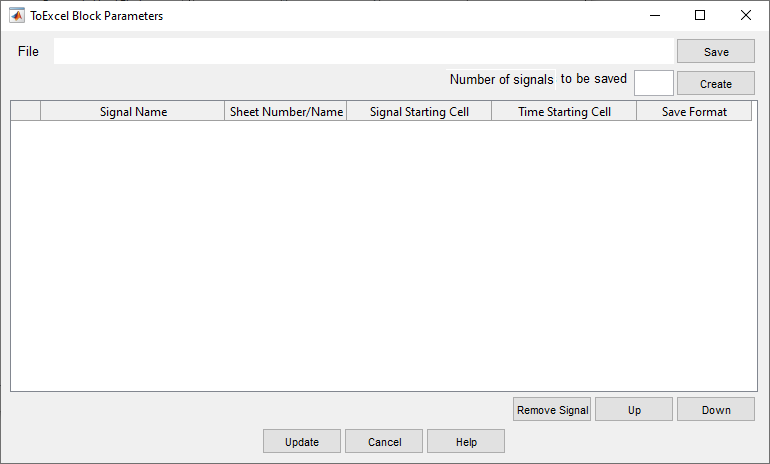 ToExcel Block Parameters
File
Save
Number of signals to be saved
Create
Signal Name Sheet Number/Name Signal Starting Cell Time Starting Cell Save Format
Remove Signal Up Down
Update Cancel Help